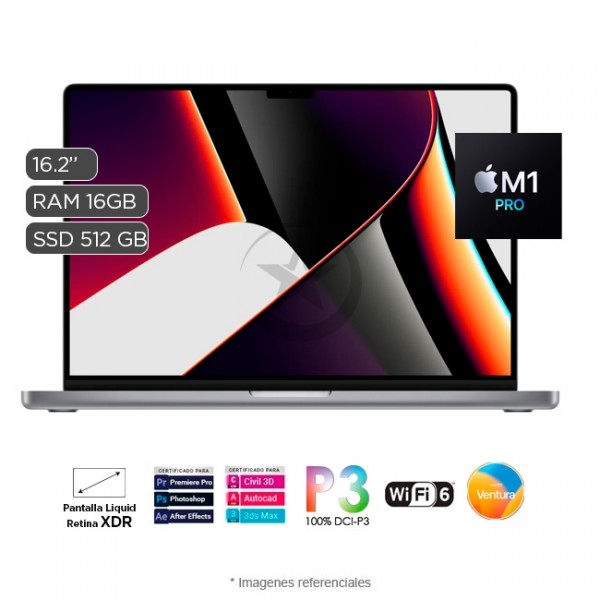 16.2”
RAM 16GB
SSD 512 GB
M1
PRO
Pantalla Liquid
Retina XDR
CERTIFICADO PARA
Pr Premiere Pro
Ps Photoshop
Ae After Effects
CERTIFICADO PARA
C Civil 3D
A Autocad
3 3ds Max
P3
100% DCI-P3
WiFi 6
Ventura
* Imagenes referenciales